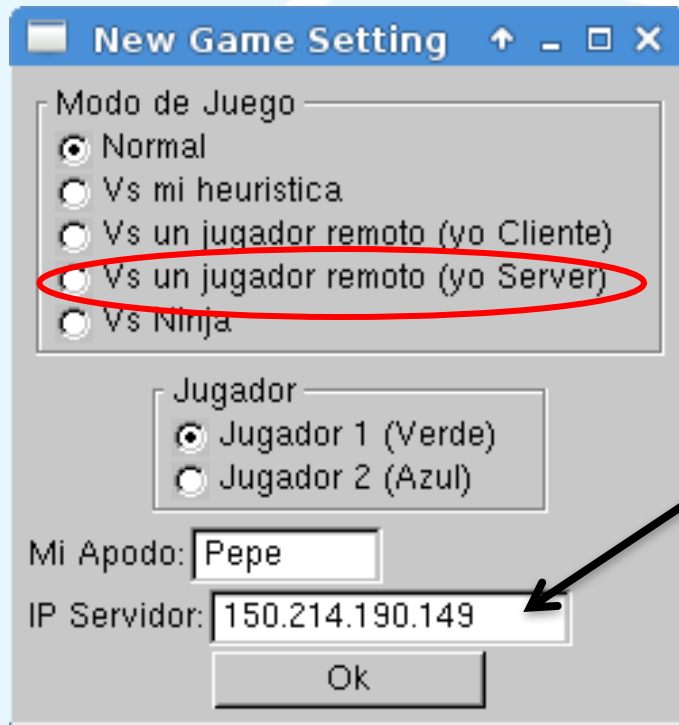 New Game Setting
Modo de Juego
Normal
Vs mi heuristica
Vs un jugador remoto (yo Cliente)
Vs un jugador remoto (yo Server)
Vs Ninja
Jugador
Jugador 1 (Verde)
Jugador 2 (Azul)
Mi Apodo: Pepe
IP Servidor: 150.214.190.149
Ok